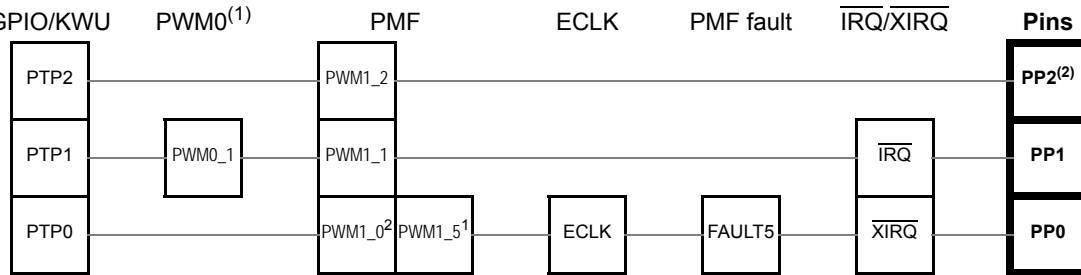 GPIO/KWU PWM0(1) PMF ECLK PMF fault IRQ/XIRQ Pins
PTP2 PWM1_2 PP2(2)
PTP1 PWM0_1 PWM1_1 IRQ PP1
PTP0 PWM1_02 PWM1_51 ECLK FAULT5 XIRQ PP0